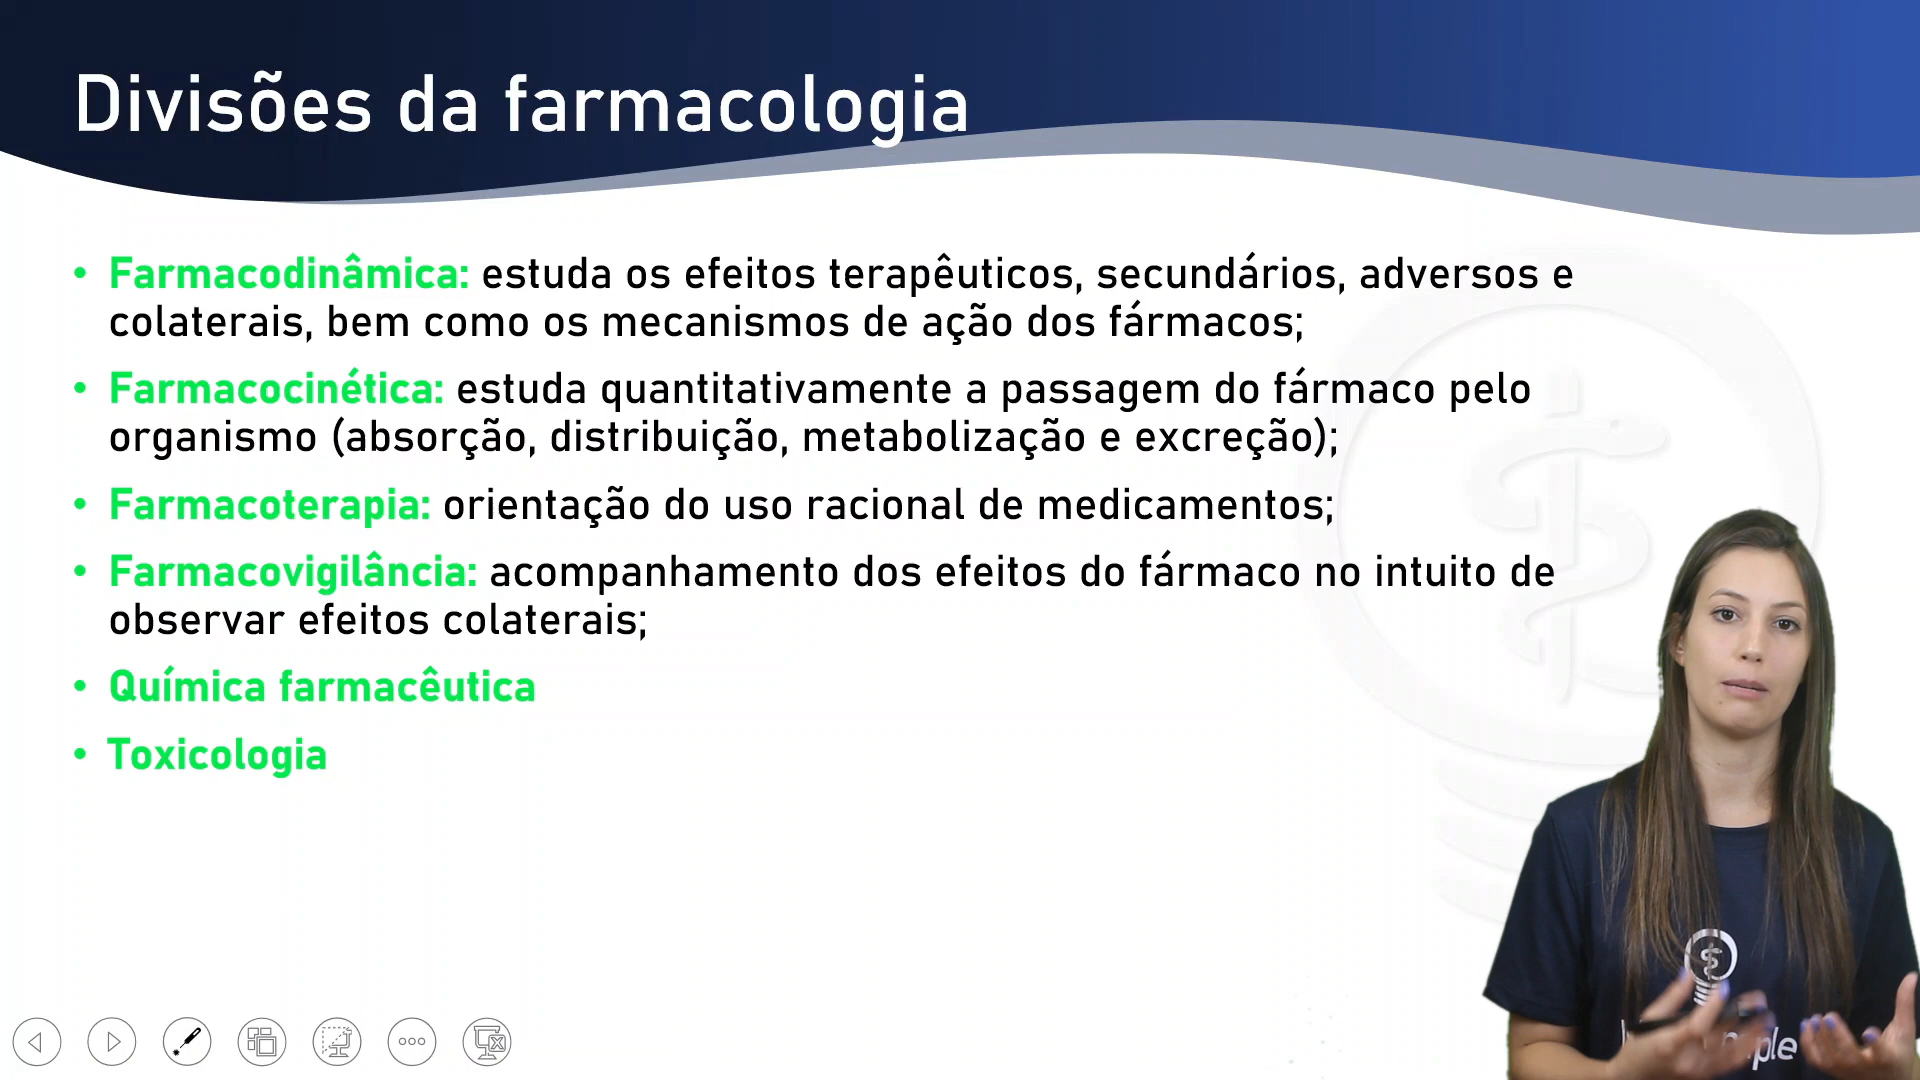 Divisões da farmacologia
• Farmacodinâmica: estuda os efeitos terapêuticos, secundários, adversos e
colaterais, bem como os mecanismos de ação dos fármacos;
• Farmacocinética: estuda quantitativamente a passagem do fármaco pelo
organismo (absorção, distribuição, metabolização e excreção);
• Farmacoterapia: orientação do uso racional de medicamentos;
• Farmacovigilância: acompanhamento dos efeitos do fármaco no intuito de
observar efeitos colaterais;
• Química farmacêutica
• Toxicologia